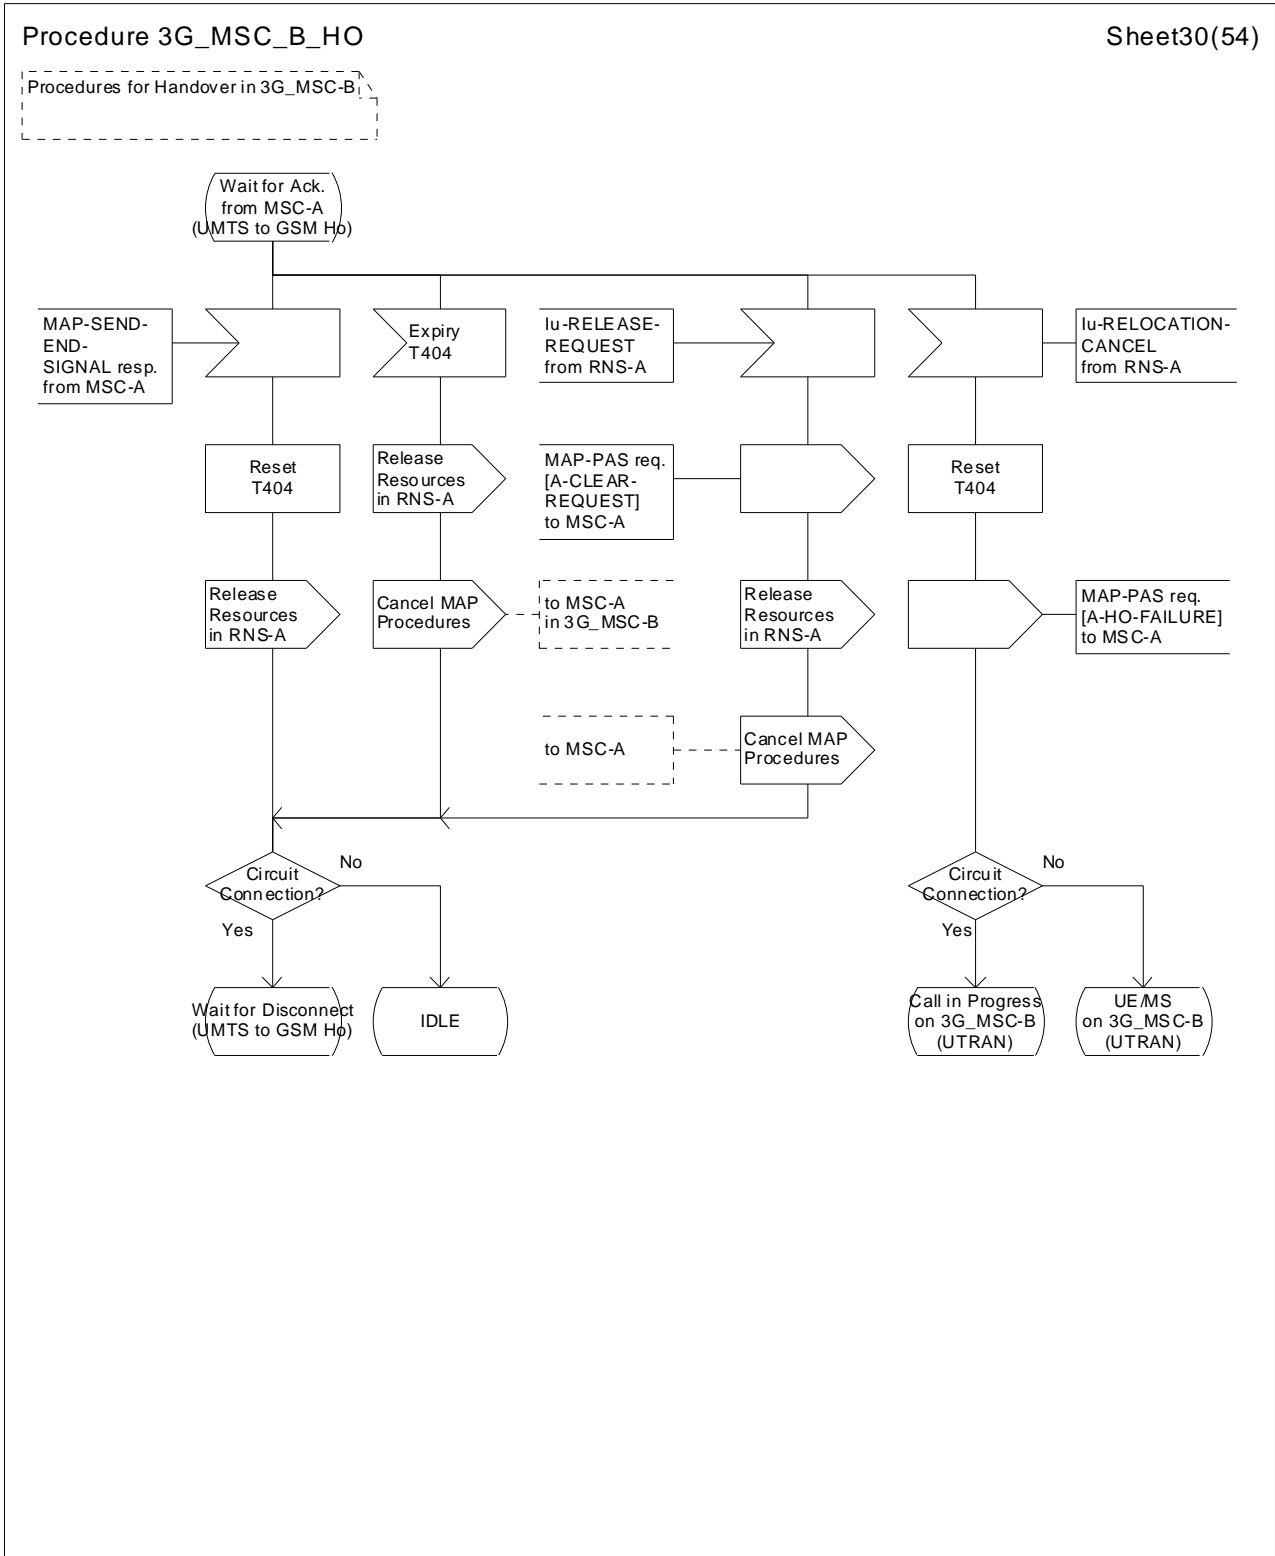 Procedure 3G_MSC_B_HO
Sheet30(54)
Procedures for Handover in 3G_MSC-B
Wait for Ack.
from MSC-A
(UMTS to GSM Ho)
MAP-SEND-
END-
SIGNAL resp.
from MSC-A
Expiry
T404
Iu-RELEASE-
REQUEST
from RNS-A
Iu-RELOCATION-
CANCEL
from RNS-A
Reset
T404
Release
Resources
in RNS-A
MAP-PAS req.
[A-CLEAR-
REQUEST]
to MSC-A
Reset
T404
Release
Resources
in RNS-A
Cancel MAP
Procedures
to MSC-A
in 3G_MSC-B
Release
Resources
in RNS-A
MAP-PAS req.
[A-HO-FAILURE]
to MSC-A
to MSC-A
Cancel MAP
Procedures
Circuit
Connection?
No
Yes
Circuit
Connection?
No
Yes
Wait for Disconnect
(UMTS to GSM Ho)
IDLE
Call in Progress
on 3G_MSC-B
(UTRAN)
UE/MS
on 3G_MSC-B
(UTRAN)